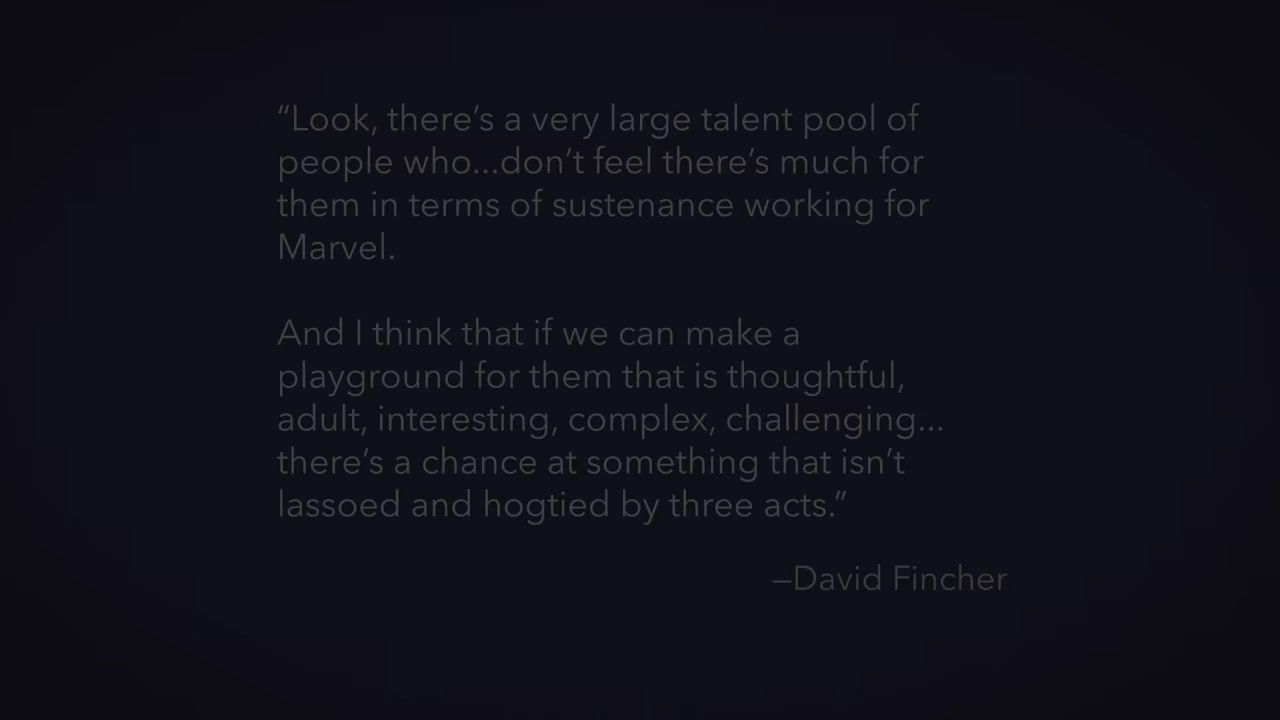 “Look, there’s a very large talent pool of
people who...don’t feel there’s much for
them in terms of sustenance working for
Marvel.
And I think that if we can make a
playground for them that is thoughtful,
adult, interesting, complex, challenging...
there’s a chance at something that isn’t
lassoed and hogtied by three acts.”
—David Fincher